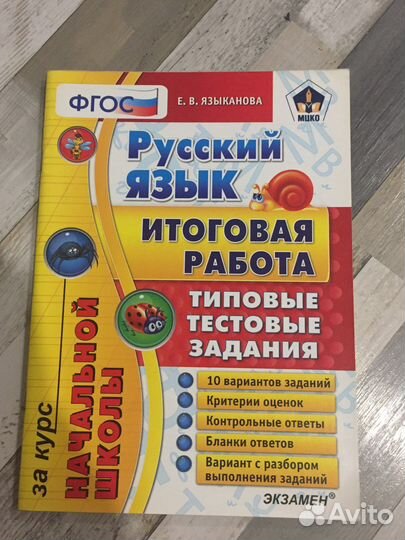 ФГОС
Е. В. ЯЗЫКАНОВА
МЦКО
Русский
ЯЗЫК
ИТОГОВАЯ
РАБОТА
ТИПОВЫЕ
ТЕСТОВЫЕ
ЗАДАНИЯ
за курс
НАЧАЛЬНОЙ
ШКОЛЫ
10 вариантов заданий
Критерии оценок
Контрольные ответы
Бланки ответов
Вариант с разбором
выполнения заданий
ЭКЗАМЕН®
Avito